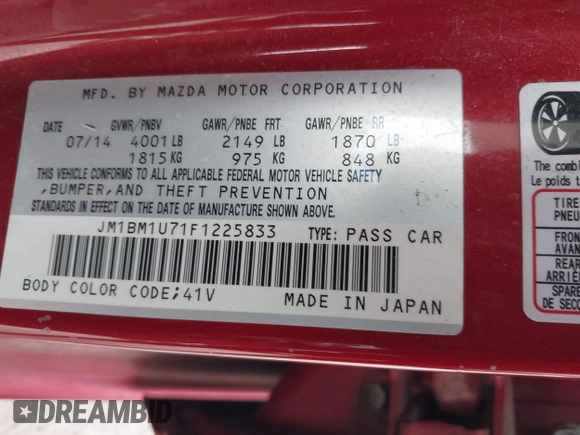 MFD. BY MAZDA MOTOR CORPORATION
DATE GVWR/PNBV GAWR/PNBE FRT GAWR/PNBE RR
07/14 4001 LB 2149 LB 1870 LB
1815 KG 975 KG 848 KG
THIS VEHICLE CONFORMS TO ALL APPLICABLE FEDERAL MOTOR VEHICLE SAFETY
,BUMPER,AND THEFT PREVENTION
STANDARDS IN EFFECT ON THE DATE OF MANUFACTURE SHOWN ABOVE.
JM1BM1U71F1225833 TYPE: PASS CAR
BODY COLOR CODE;41V MADE IN JAPAN
The comb
Le poids t
TIRE
PNEU
FRON
AVAN
REAR
ARRIÈR
SPARE
DE SECO
DREAMBID